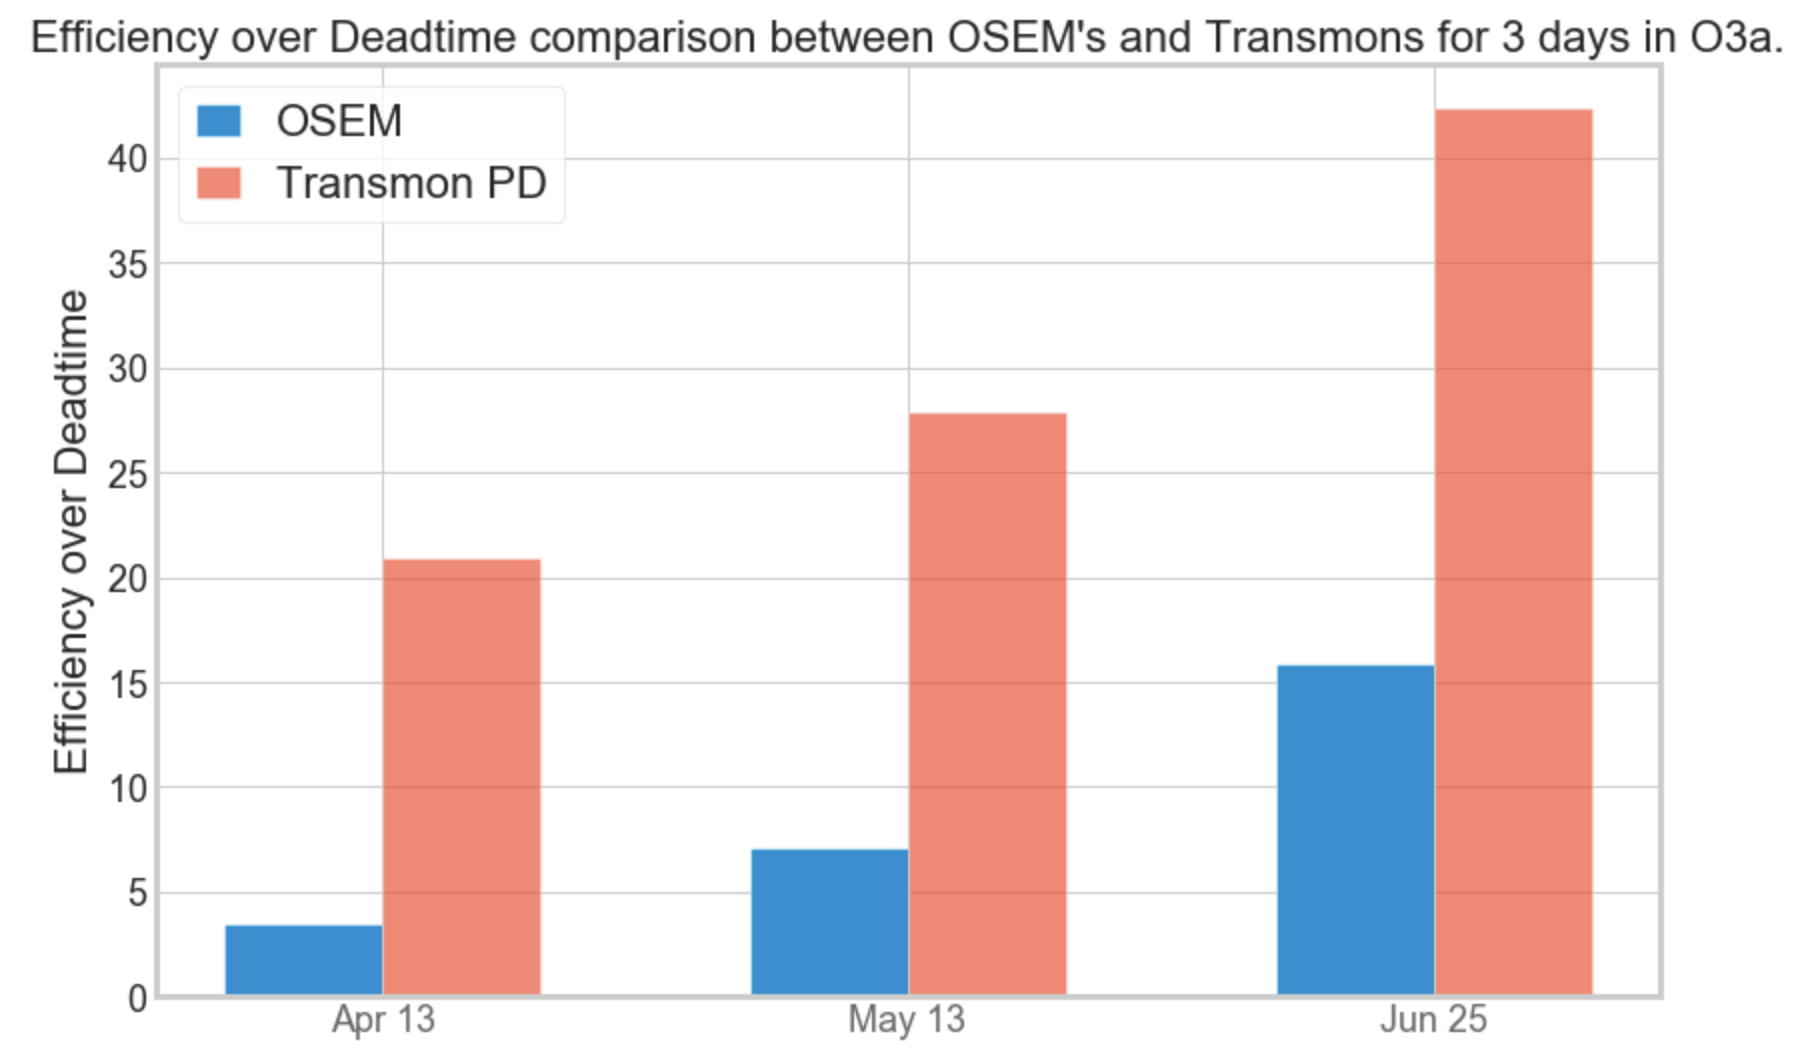 Efficiency over Deadtime comparison between OSEM's and Transmons for 3 days in O3a.
OSEM
Transmon PD
Efficiency over Deadtime
40
35
30
25
20
15
10
5
0
Apr 13
May 13
Jun 25